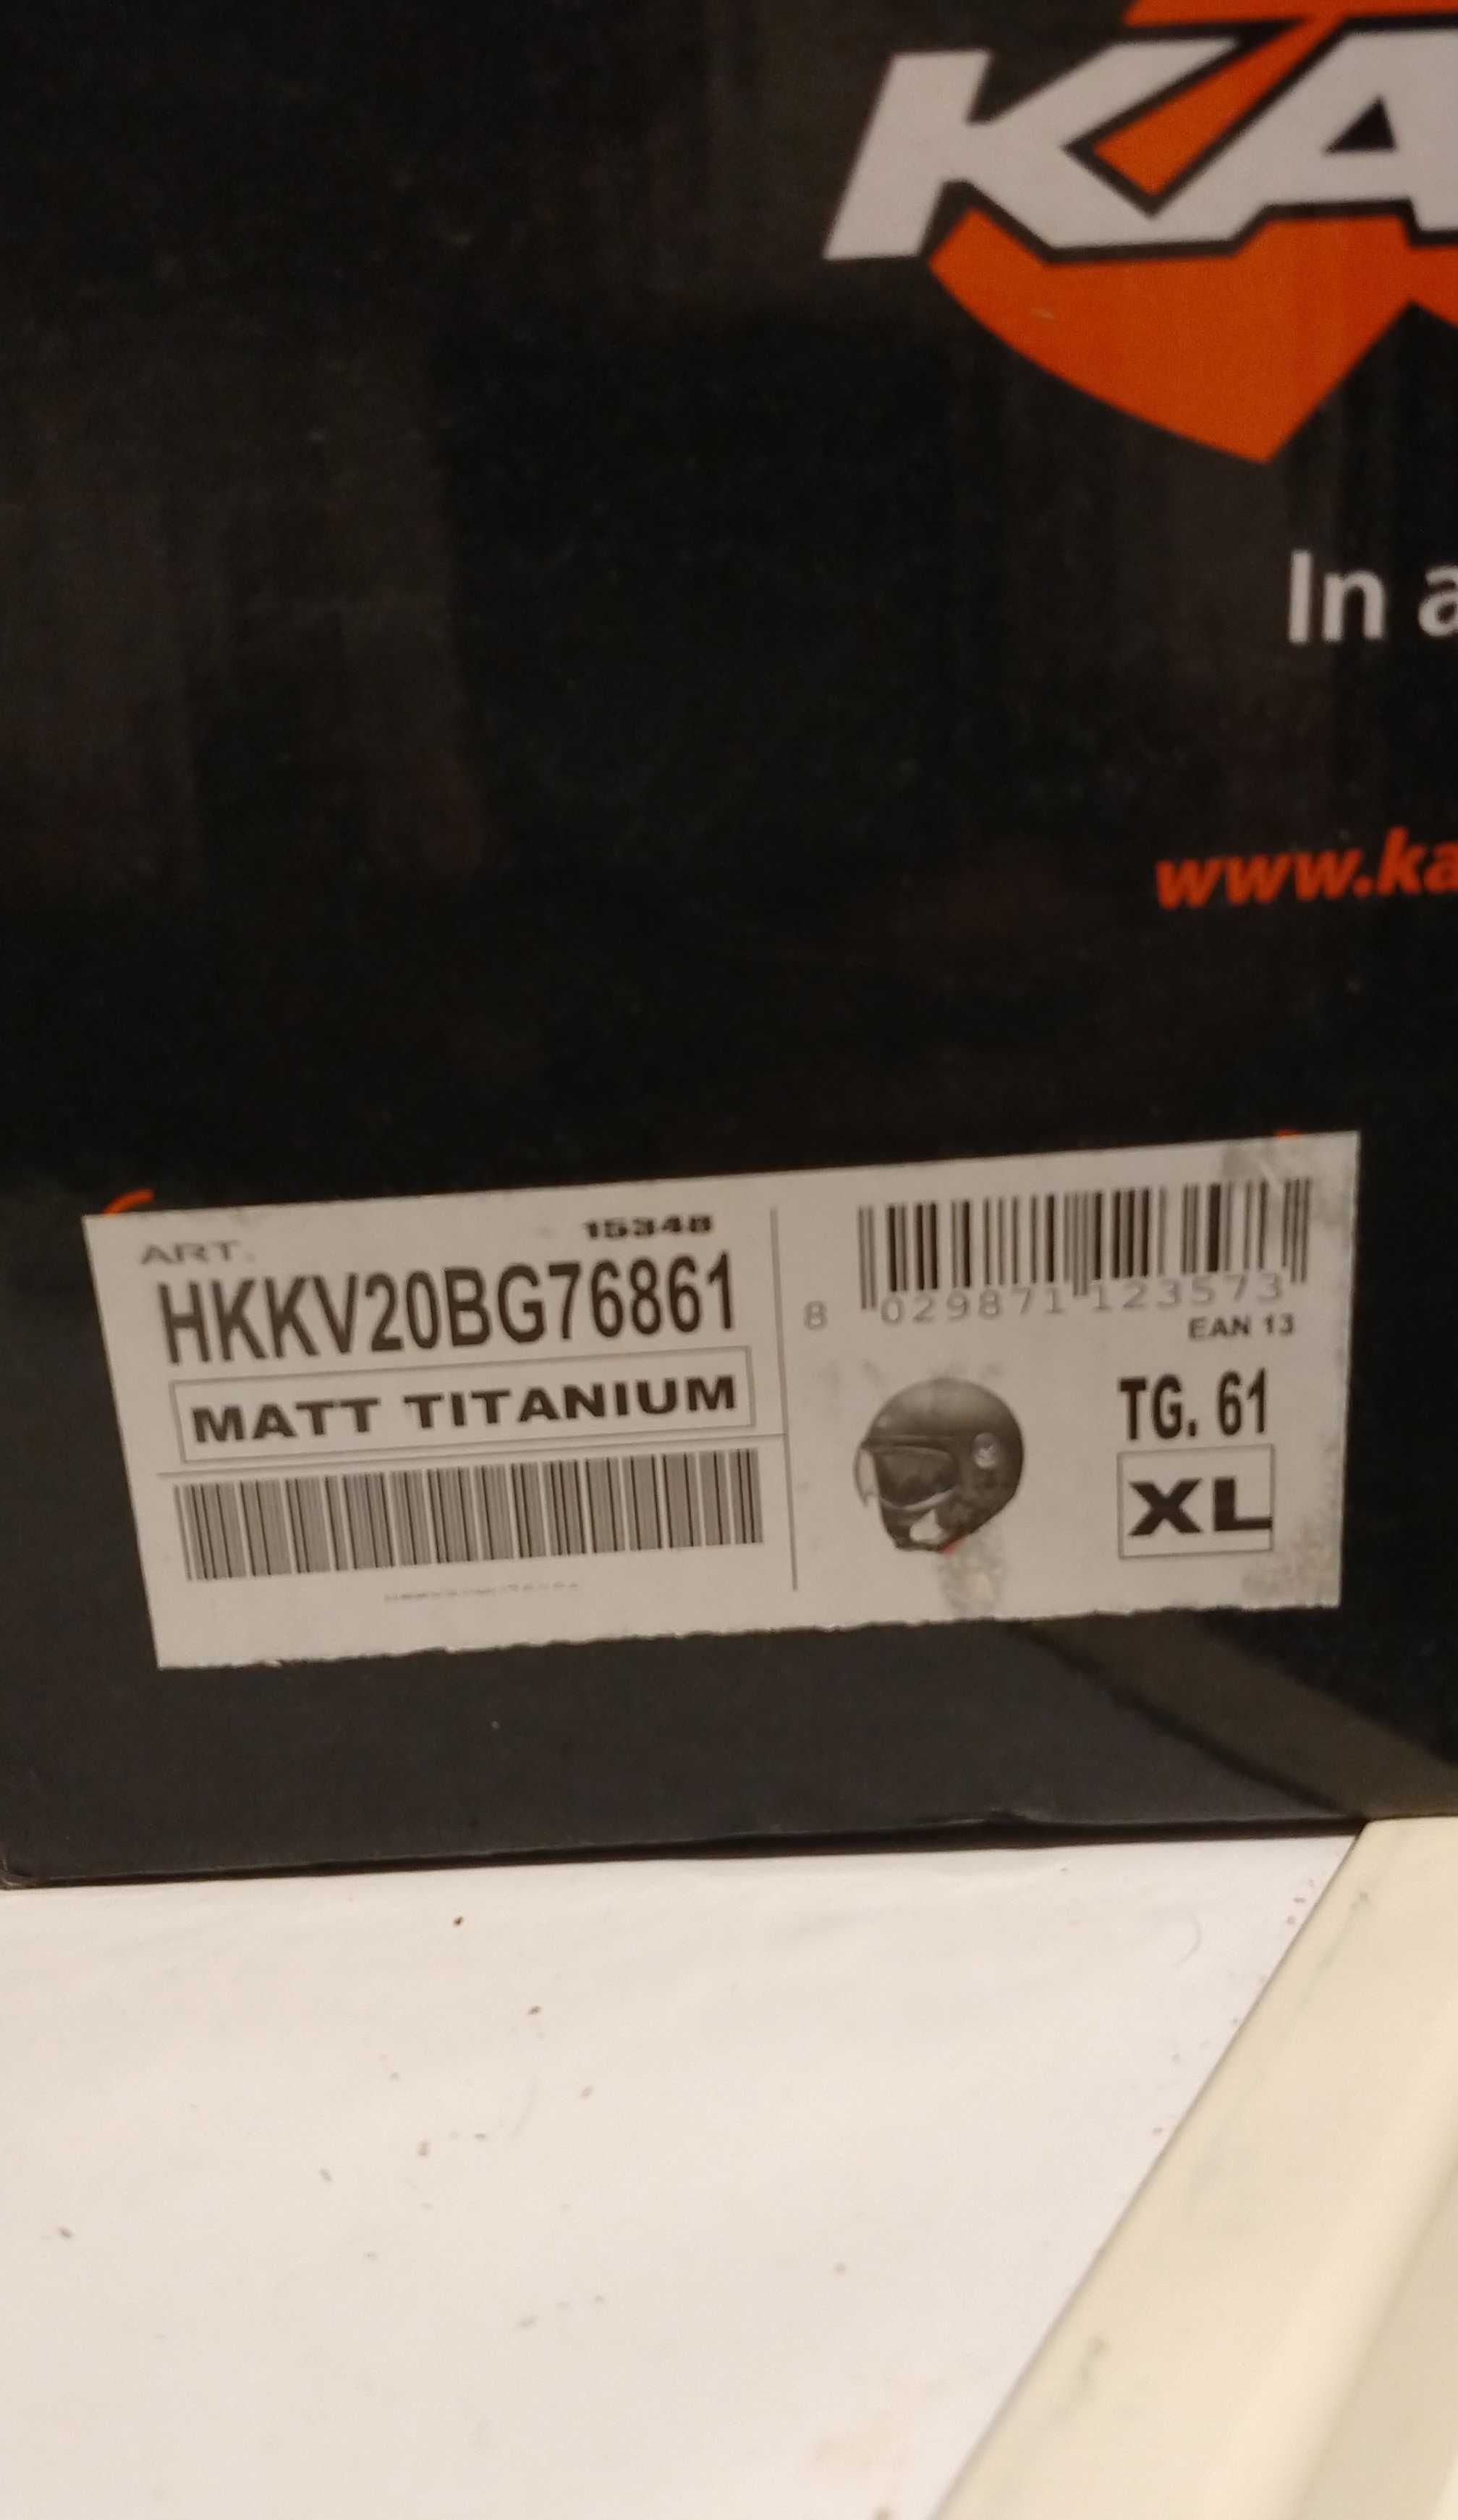 KA
In a
www.ka
15348
ART.
HKKV20BG76861
MATT TITANIUM
8 029871 123573
EAN 13
TG. 61
XL